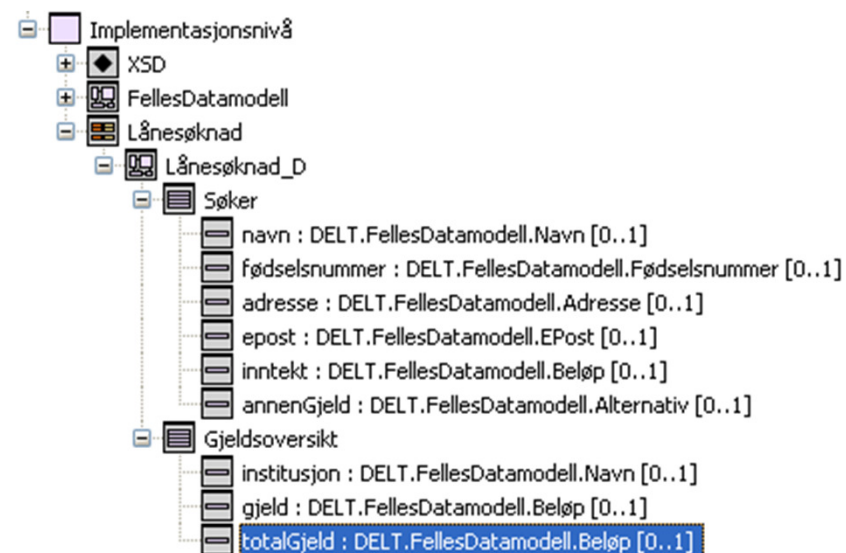 Implementasjonsnivå
XSD
FellesDatamodell
Lånesøknad
Lånesøknad_D
Søker
navn : DELT.FellesDatamodell.Navn [0..1]
fødselsnummer : DELT.FellesDatamodell.Fødselsnummer [0..1]
adresse : DELT.FellesDatamodell.Adresse [0..1]
epost : DELT.FellesDatamodell.EPost [0..1]
inntekt : DELT.FellesDatamodell.Beløp [0..1]
annenGjeld : DELT.FellesDatamodell.Alternativ [0..1]
Gjeldsoversikt
institusjon : DELT.FellesDatamodell.Navn [0..1]
gjeld : DELT.FellesDatamodell.Beløp [0..1]
totalGjeld : DELT.FellesDatamodell.Beløp [0..1]